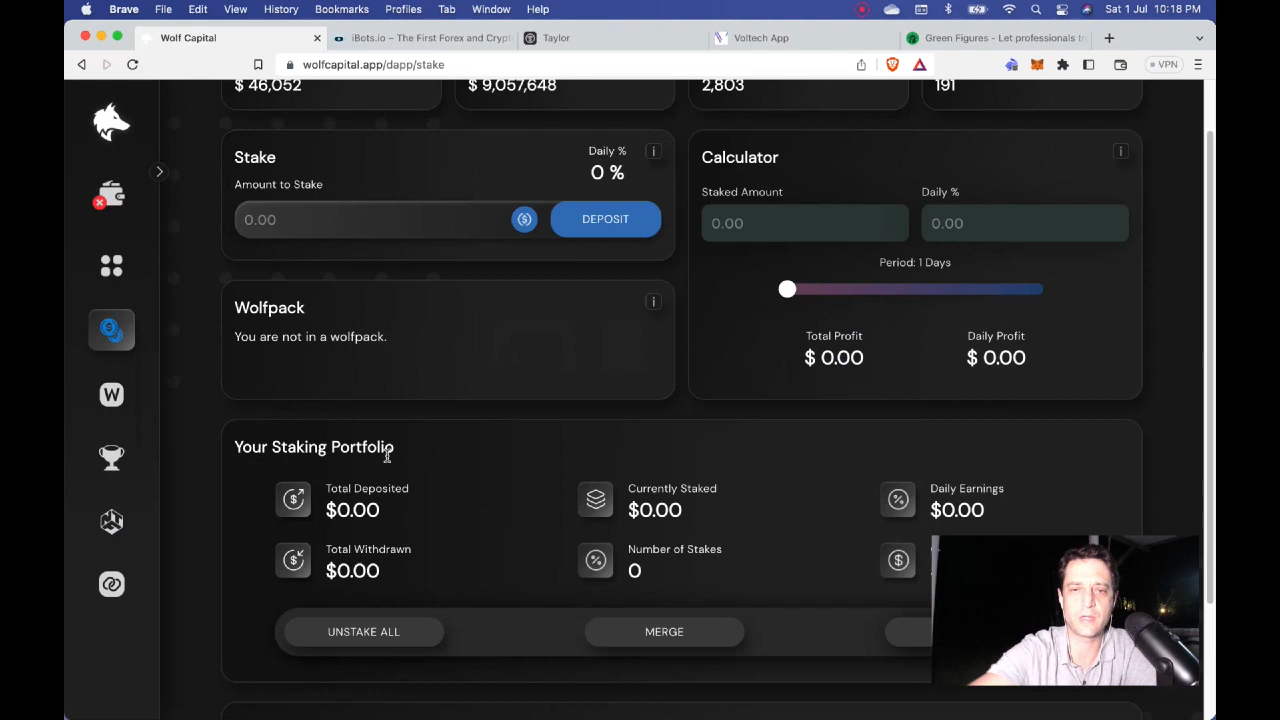 Brave File Edit View History Bookmarks Profiles Tab Window Help Sat 1 Jul 10:18 PM
Wolf Capital iBots.io – The First Forex and Crypt Taylor Voltech App Green Figures - Let professionals tr
wolfcapital.app/dapp/stake VPN
$ 46,052 $ 9,057,648 2,803 191
Stake Daily %
0 %
Amount to Stake
0.00 DEPOSIT
Calculator
Staked Amount Daily %
0.00 0.00
Period: 1 Days
Total Profit Daily Profit
$ 0.00 $ 0.00
Wolfpack
You are not in a wolfpack.
W
Your Staking Portfolio
Total Deposited Currently Staked Daily Earnings
$0.00 $0.00 $0.00
Total Withdrawn Number of Stakes
$0.00 0
UNSTAKE ALL MERGE